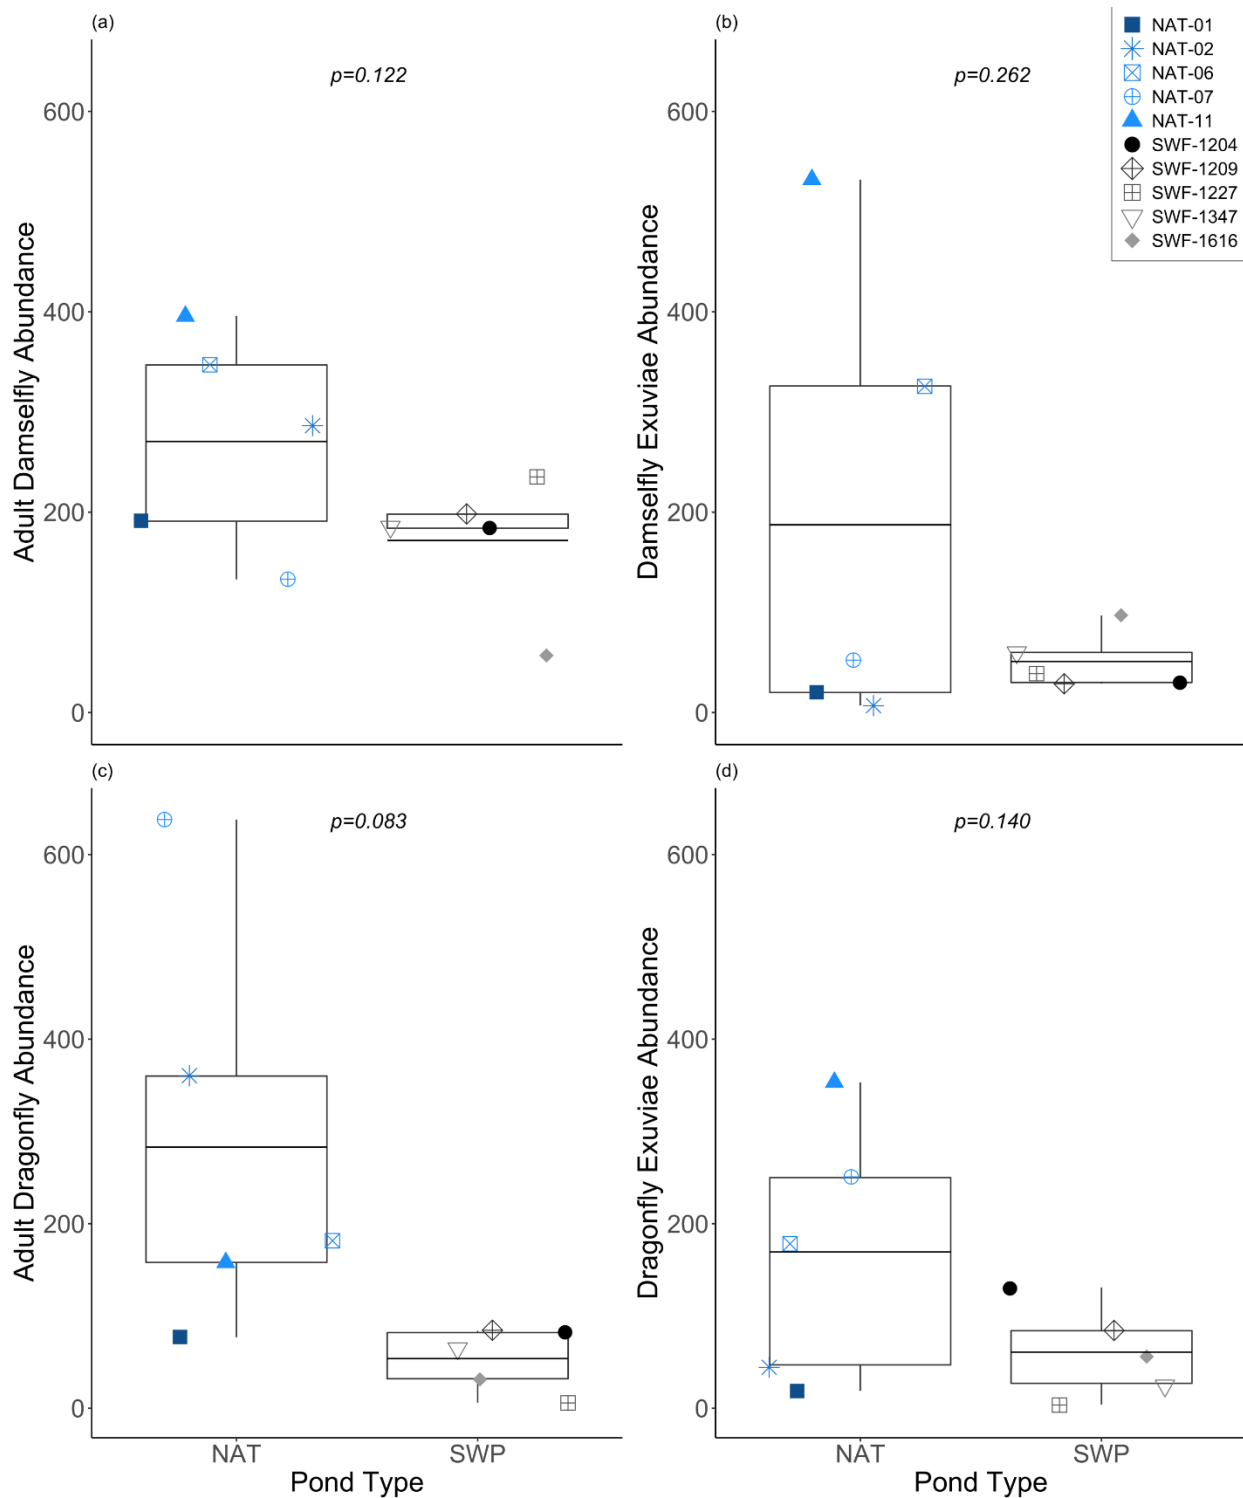 (a)
p=0.122
600
400
200
0
Adult Damselfly Abundance
(b)
p=0.262
600
400
200
0
Damselfly Exuviae Abundance
NAT-01
NAT-02
NAT-06
NAT-07
NAT-11
SWF-1204
SWF-1209
SWF-1227
SWF-1347
SWF-1616
(c)
p=0.083
600
400
200
0
Adult Dragonfly Abundance
NAT
SWP
Pond Type
(d)
p=0.140
600
400
200
0
Dragonfly Exuviae Abundance
NAT
SWP
Pond Type